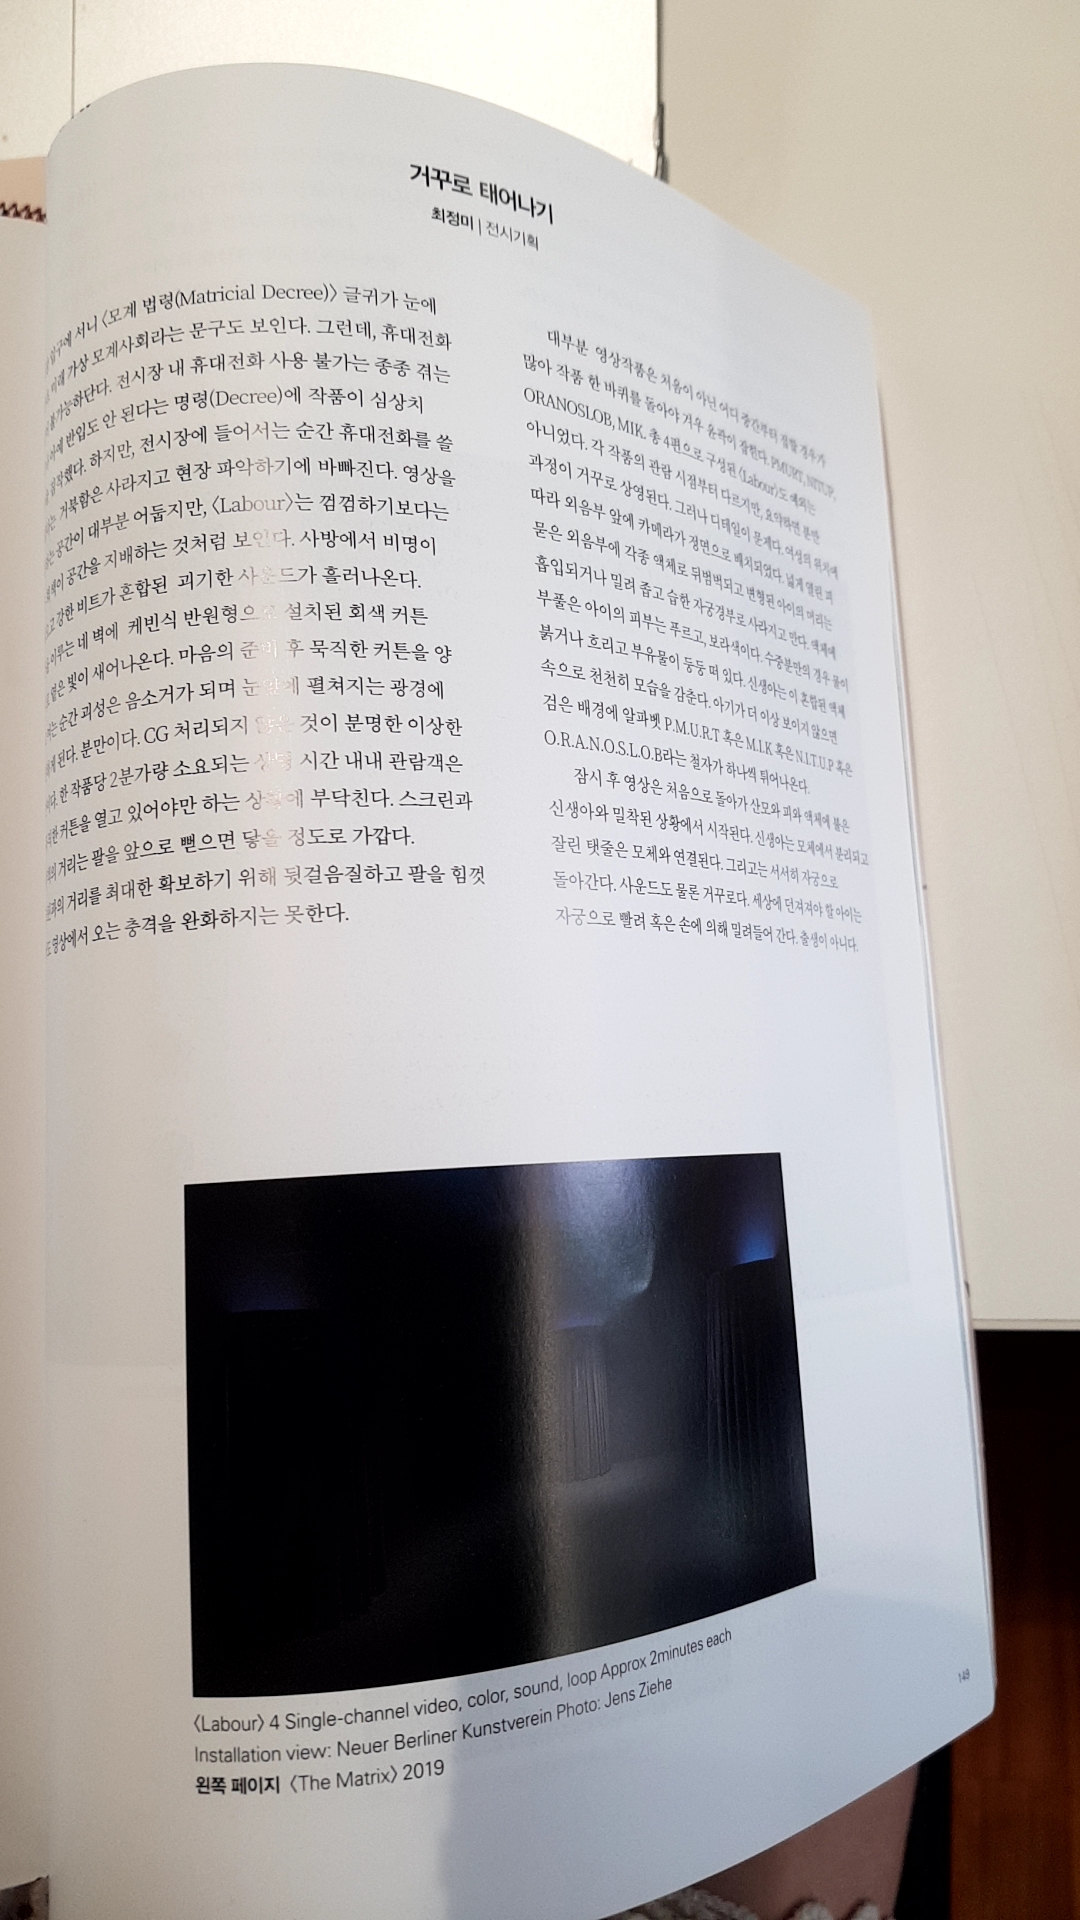 거꾸로 태어나기
최정미 | 전시기획
입구에 서니 〈모계 법령(Matricial Decree)〉 글귀가 눈에
미래 가상 모계사회라는 문구도 보인다. 그런데, 휴대전화
불가능하단다. 전시장 내 휴대전화 사용 불가는 종종 겪는
아예 반입도 안 된다는 명령(Decree)에 작품이 심상치
짐작했다. 하지만, 전시장에 들어서는 순간 휴대전화를 쓸
거북함은 사라지고 현장 파악하기에 바빠진다. 영상을
공간이 대부분 어둡지만, 〈Labour〉는 껌껌하기보다는
공간을 지배하는 것처럼 보인다. 사방에서 비명이
강한 비트가 혼합된 괴기한 사운드가 흘러나온다.
이루는 네 벽에 케빈식 반원형으로 설치된 회색 커튼
옅은 빛이 새어나온다. 마음의 준비 후 묵직한 커튼을 양
순간 괴성은 음소거가 되며 눈앞에 펼쳐지는 광경에
된다. 분만이다. CG 처리되지 않은 것이 분명한 이상한
한 작품당 2분가량 소요되는 상영 시간 내내 관람객은
커튼을 열고 있어야만 하는 상황에 부닥친다. 스크린과
거리는 팔을 앞으로 뻗으면 닿을 정도로 가깝다.
거리를 최대한 확보하기 위해 뒷걸음질하고 팔을 힘껏
영상에서 오는 충격을 완화하지는 못한다.
대부분 영상작품은 처음이 아닌 어디 중간부터 접할 경우가
많아 작품 한 바퀴를 돌아야 겨우 윤곽이 잡힌다. PMURT, NITUP,
ORANOSLOB, MIK. 총 4편으로 구성된 〈Labour〉도 예외는
아니었다. 각 작품의 관람 시점부터 다르지만, 요약하면 분만
과정이 거꾸로 상영된다. 그러나 디테일이 문제다. 여성의 위치에
따라 외음부 앞에 카메라가 정면으로 배치되었다. 넓게 열린 피
묻은 외음부에 각종 액체로 뒤범벅되고 변형된 아이의 머리는
흡입되거나 밀려 좁고 습한 자궁경부로 사라지고 만다. 액체에
부풀은 아이의 피부는 푸르고, 보라색이다. 수중분만의 경우 물이
붉거나 흐리고 부유물이 둥둥 떠 있다. 신생아는 이 혼합된 액체
속으로 천천히 모습을 감춘다. 아기가 더 이상 보이지 않으면
검은 배경에 알파벳 P.M.U.R.T 혹은 M.I.K 혹은 N.I.T.U.P 혹은
O.R.A.N.O.S.L.O.B라는 철자가 하나씩 튀어나온다.
잠시 후 영상은 처음으로 돌아가 산모와 피와 액체에 불은
신생아와 밀착된 상황에서 시작된다. 신생아는 모체에서 분리되고
잘린 탯줄은 모체와 연결된다. 그리고는 서서히 자궁으로
돌아간다. 사운드도 물론 거꾸로다. 세상에 던져져야 할 아이는
자궁으로 빨려 혹은 손에 의해 밀려들어 간다. 출생이 아니다.
〈Labour〉 4 Single-channel video, color, sound, loop Approx 2minutes each
Installation view: Neuer Berliner Kunstverein Photo: Jens Ziehe
왼쪽 페이지 〈The Matrix〉 2019
149